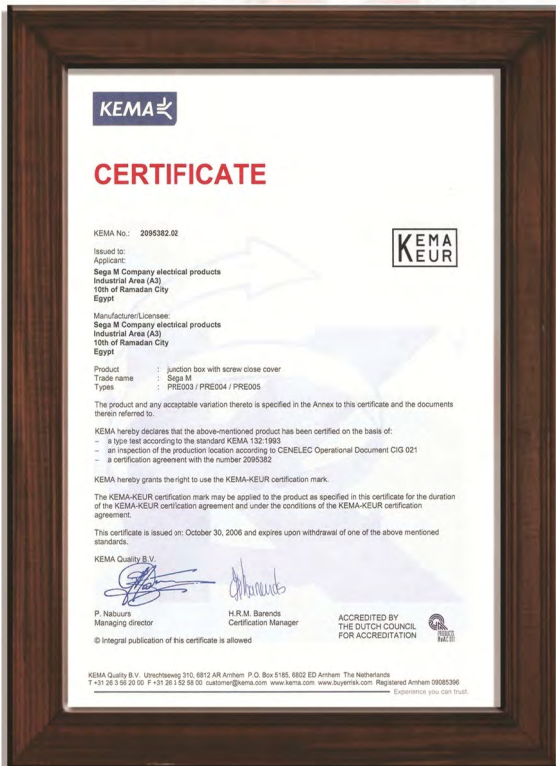 KEMA
CERTIFICATE
KEMA No.: 2095382.02
KEMA
KEUR
Issued to:
Applicant:
Sega M Company electrical products
Industrial Area (A3)
10th of Ramadan City
Egypt
Manufacturer/Licensee:
Sega M Company electrical products
Industrial Area (A3)
10th of Ramadan City
Egypt
Product : junction box with screw close cover
Trade name : Sega M
Types : PRE003 / PRE004 / PRE005
The product and any acceptable variation thereto is specified in the Annex to this certificate and the documents
therein referred to.
KEMA hereby declares that the above-mentioned product has been certified on the basis of:
– a type test according to the standard KEMA 132:1993
– an inspection of the production location according to CENELEC Operational Document CIG 021
– a certification agreement with the number 2095382
KEMA hereby grants the right to use the KEMA-KEUR certification mark.
The KEMA-KEUR certification mark may be applied to the product as specified in this certificate for the duration
of the KEMA-KEUR certification agreement and under the conditions of the KEMA-KEUR certification
agreement.
This certificate is issued on: October 30, 2006 and expires upon withdrawal of one of the above mentioned
standards.
KEMA Quality B.V.
P. Nabuurs
Managing director
H.R.M. Barends
Certification Manager
ACCREDITED BY
THE DUTCH COUNCIL
FOR ACCREDITATION
PRODUCTS
RvAC 001
© Integral publication of this certificate is allowed
KEMA Quality B.V. Utrechtseweg 310, 6812 AR Arnhem P.O. Box 5185, 6802 ED Arnhem The Netherlands
T +31 26 3 56 20 00 F +31 26 3 52 58 00 customer@kema.com www.kema.com www.buyerrisk.com Registered Arnhem 09085396
Experience you can trust.